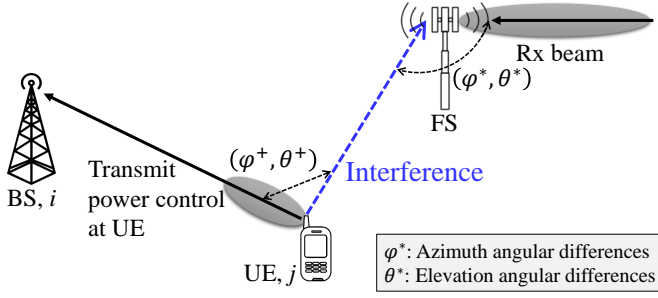 Rx beam
(φ*, θ*)
FS
(φ⁺, θ⁺)
Interference
Transmit
power control
at UE
BS, i
UE, j
φ*: Azimuth angular differences
θ*: Elevation angular differences